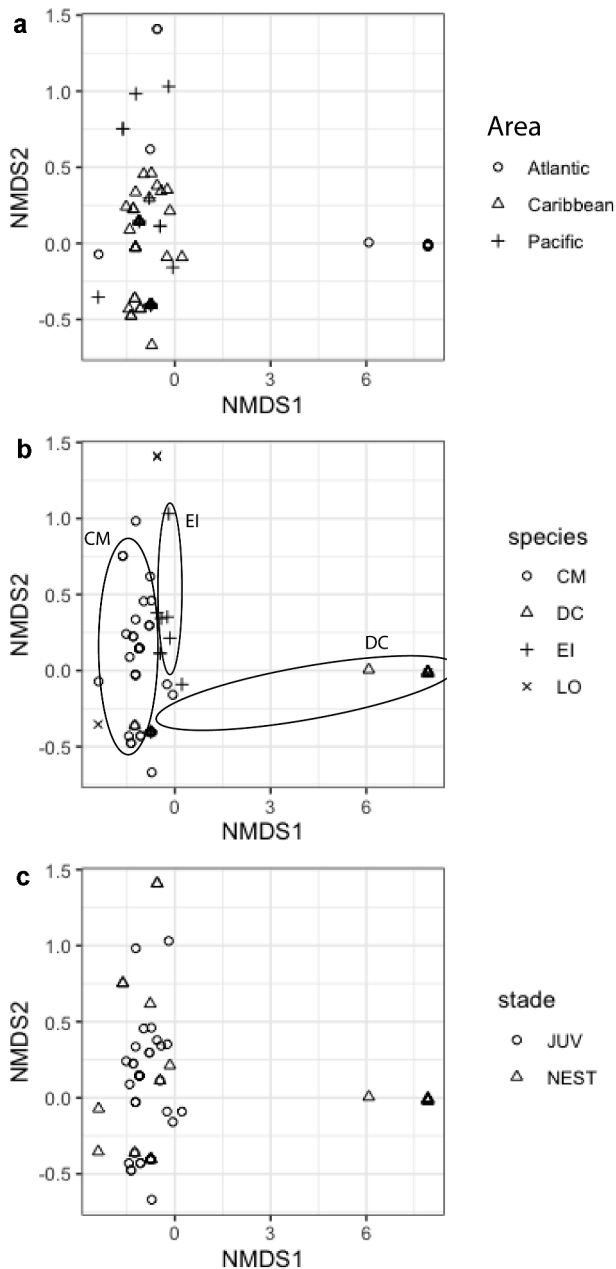 a
1.5
1.0
0.5
0.0
-0.5
NMDS2
0
3
6
NMDS1
Area
Atlantic
Caribbean
Pacific
b
1.5
1.0
0.5
0.0
-0.5
NMDS2
CM
EI
DC
0
3
6
NMDS1
species
CM
DC
EI
LO
c
1.5
1.0
0.5
0.0
-0.5
NMDS2
0
3
6
NMDS1
stade
JUV
NEST